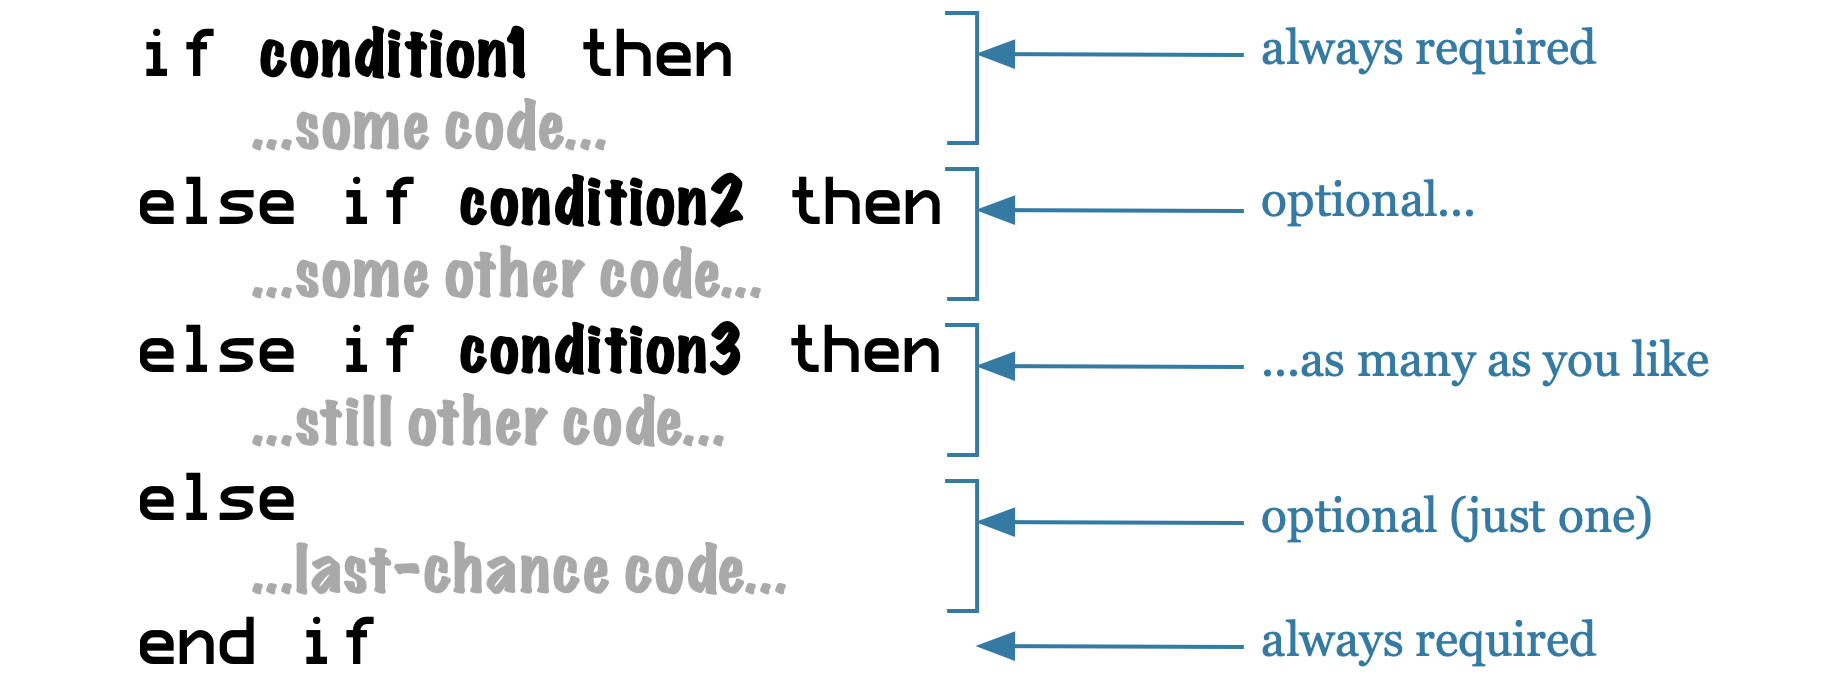 if condition1 then
always required
...some code...
else if condition2 then
optional...
...some other code...
else if condition3 then
...as many as you like
...still other code...
else
optional (just one)
...last-chance code...
end if
always required